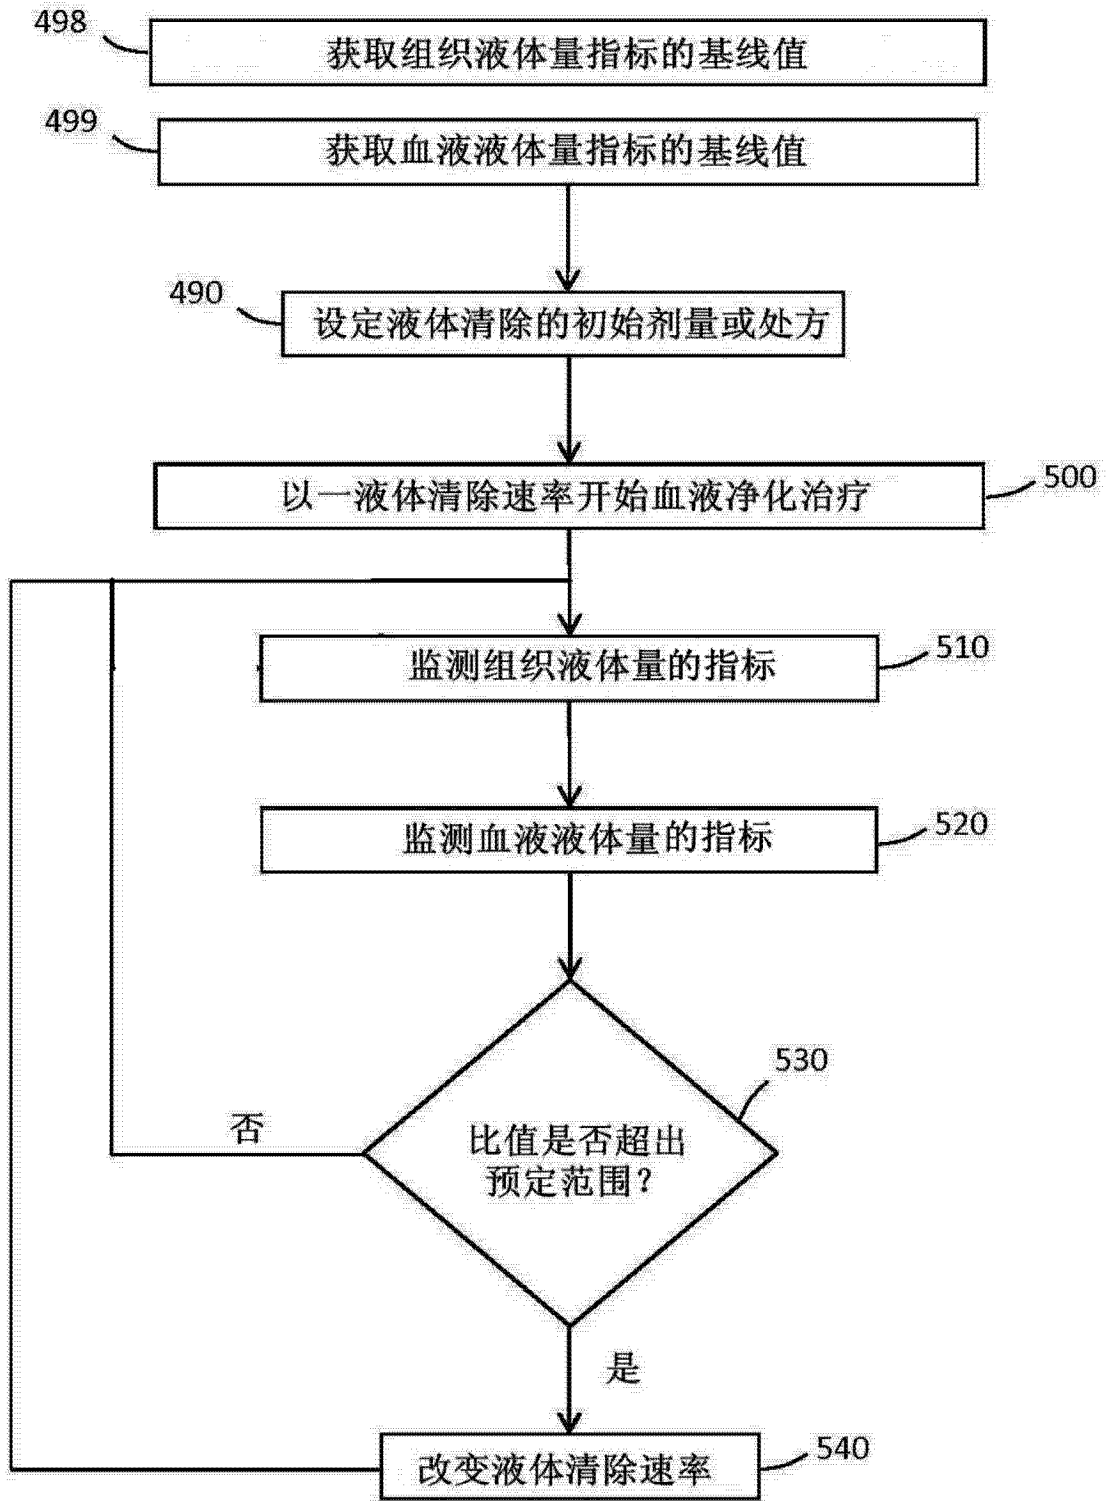 498
获取组织液体量指标的基线值
499
获取血液液体量指标的基线值
490
设定液体清除的初始剂量或处方
以一液体清除速率开始血液净化治疗
500
监测组织液体量的指标
510
监测血液液体量的指标
520
530
否
比值是否超出
预定范围?
是
改变液体清除速率
540